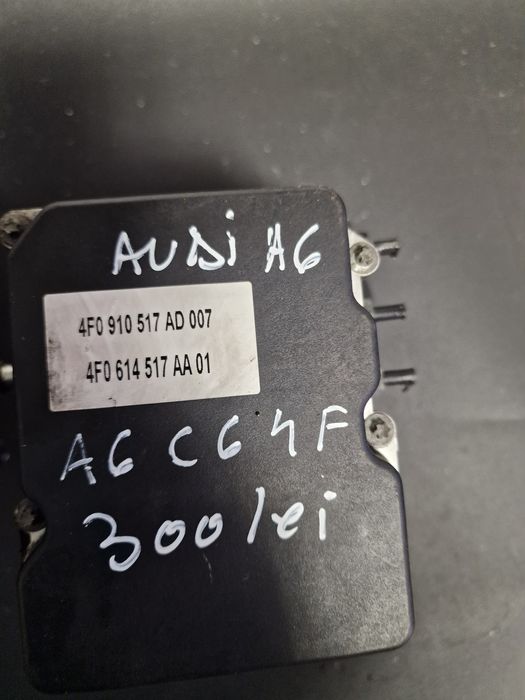 AUDi A6
4F0 910 517 AD 007
4F0 614 517 AA 01
A6 C6 4F
300 lei